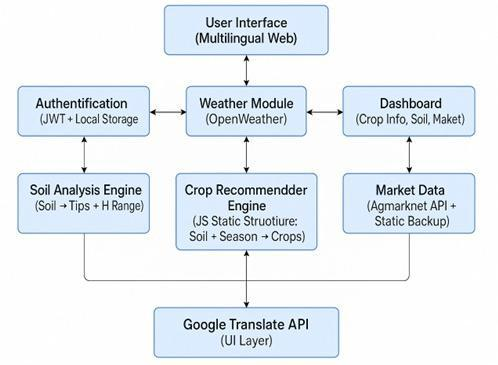 User Interface
(Multilingual Web)
Authentification
(JWT + Local Storage
Weather Module
(OpenWeather)
Dashboard
(Crop Info, Soil, Maket)
Soil Analysis Engine
(Soil → Tips + H Range)
Crop Recommendder
Engine
(JS Static Strutiure:
Soil + Season → Crops)
Market Data
(Agmarknet API +
Static Backup)
Google Translate API
(UI Layer)